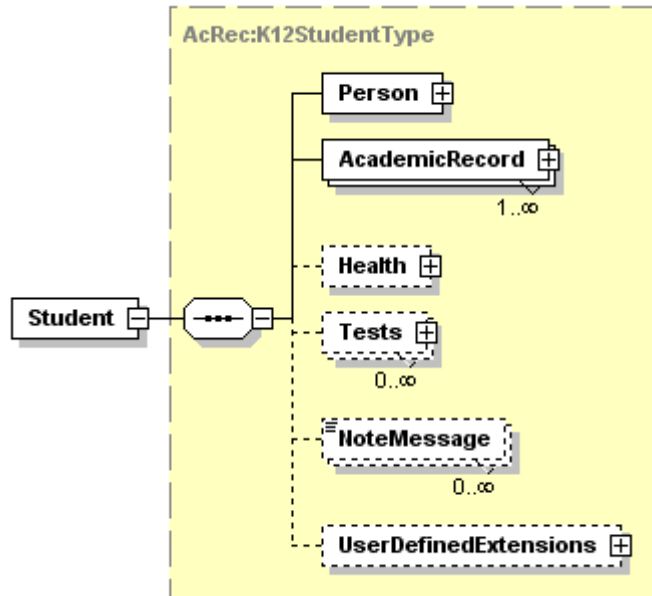 AcRec:K12StudentType
Person
AcademicRecord
1..∞
Health
Student
Tests
0..∞
NoteMessage
0..∞
UserDefinedExtensions